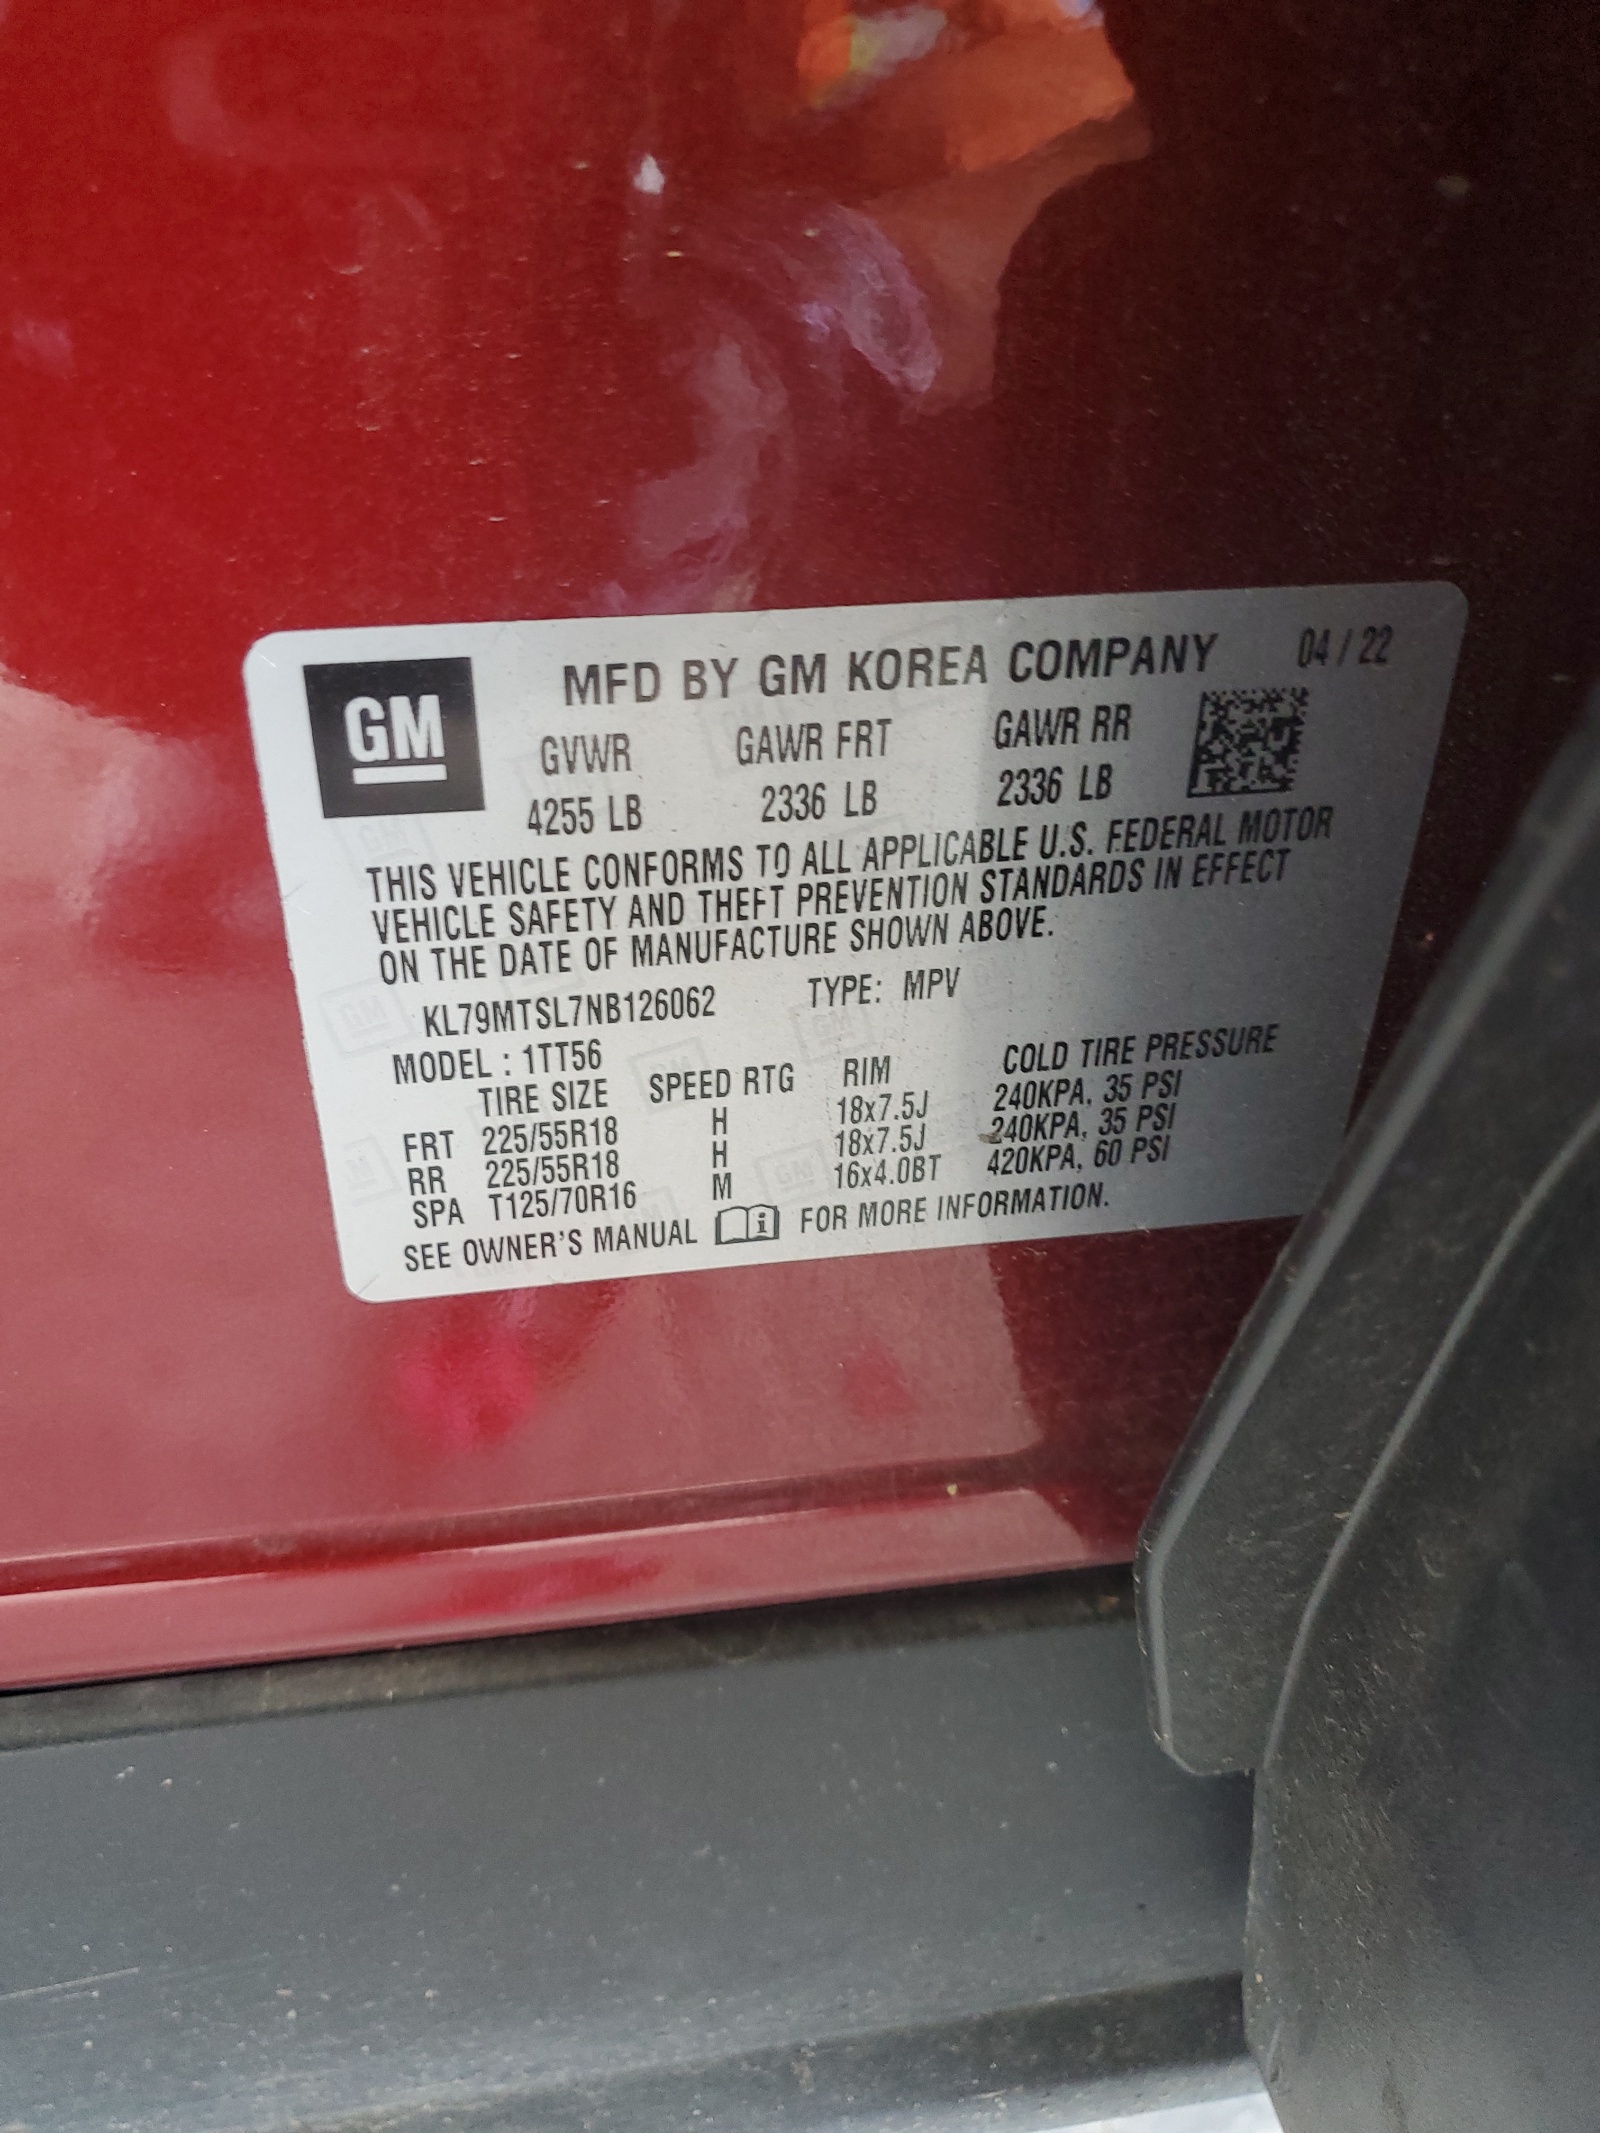 GM
MFD BY GM KOREA COMPANY 04 / 22
GVWR GAWR FRT GAWR RR
4255 LB 2336 LB 2336 LB
THIS VEHICLE CONFORMS TO ALL APPLICABLE U.S. FEDERAL MOTOR
VEHICLE SAFETY AND THEFT PREVENTION STANDARDS IN EFFECT
ON THE DATE OF MANUFACTURE SHOWN ABOVE.
KL79MTSL7NB126062 TYPE: MPV
MODEL : 1TT56
TIRE SIZE SPEED RTG RIM COLD TIRE PRESSURE
FRT 225/55R18 H 18x7.5J 240KPA, 35 PSI
RR 225/55R18 H 18x7.5J 240KPA, 35 PSI
SPA T125/70R16 M 16x4.0BT 420KPA, 60 PSI
SEE OWNER'S MANUAL i FOR MORE INFORMATION.